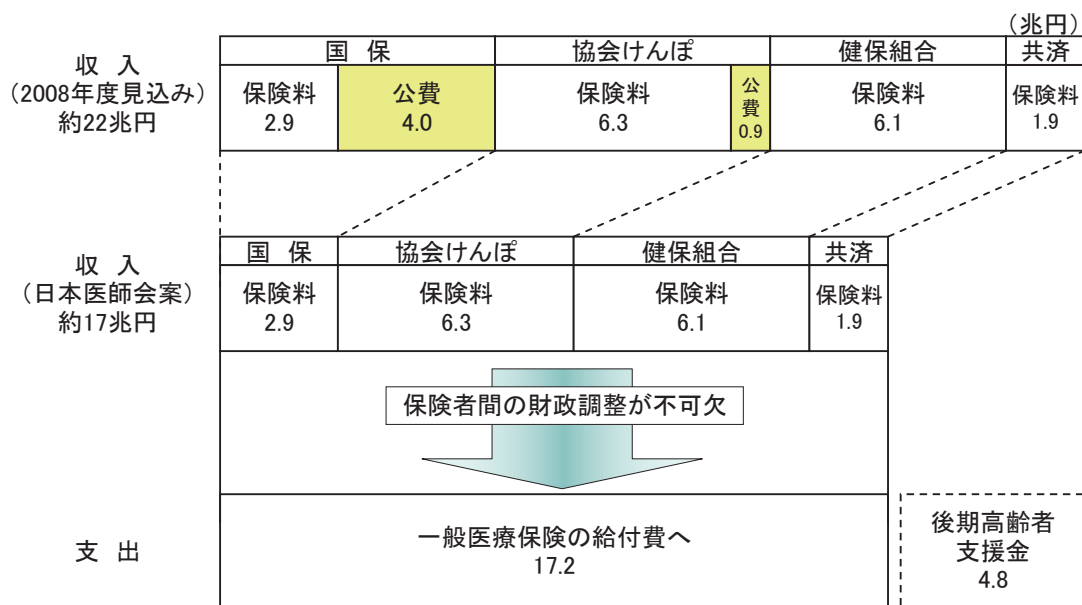 （兆円）
国 保 協会けんぽ 健保組合 共済
収 入
（2008年度見込み）
約22兆円
保険料
2.9
公費
4.0
保険料
6.3
公
費
0.9
保険料
6.1
保険料
1.9
国 保 協会けんぽ 健保組合 共済
収 入
（日本医師会案）
約17兆円
保険料
2.9
保険料
6.3
保険料
6.1
保険料
1.9
保険者間の財政調整が不可欠
支 出
一般医療保険の給付費へ
17.2
後期高齢者
支援金
4.8